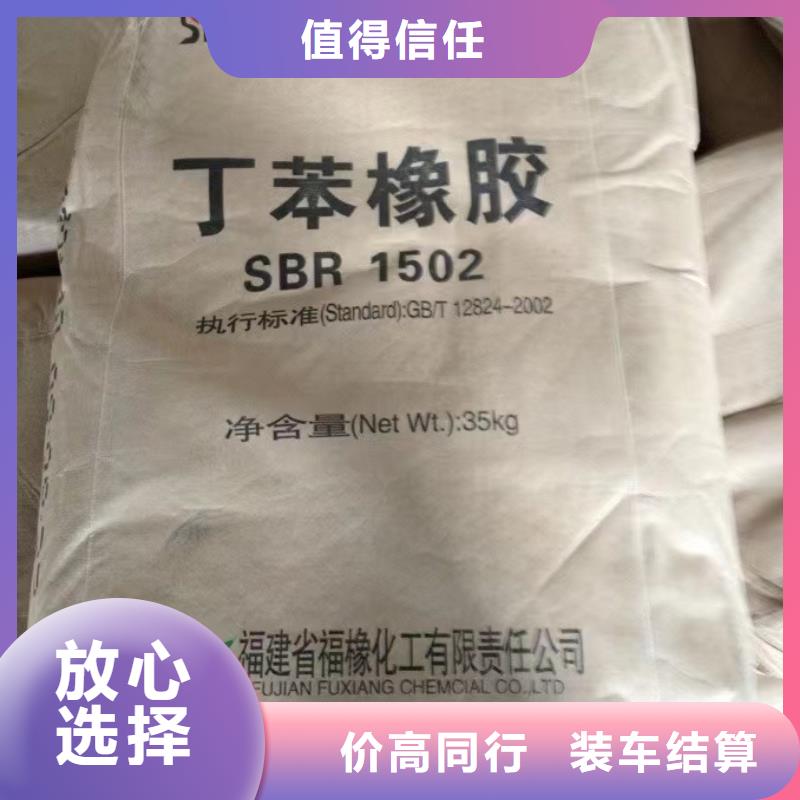 值得信任
丁苯橡胶
SBR 1502
执行标准(Standard):GB/T 12824-2002
净含量(Net Wt.):35kg
福建省福橡化工有限责任公司
FUJIAN FUXIANG CHEMCIAL CO.,LTD
放心
选择
价高同行 装车结算